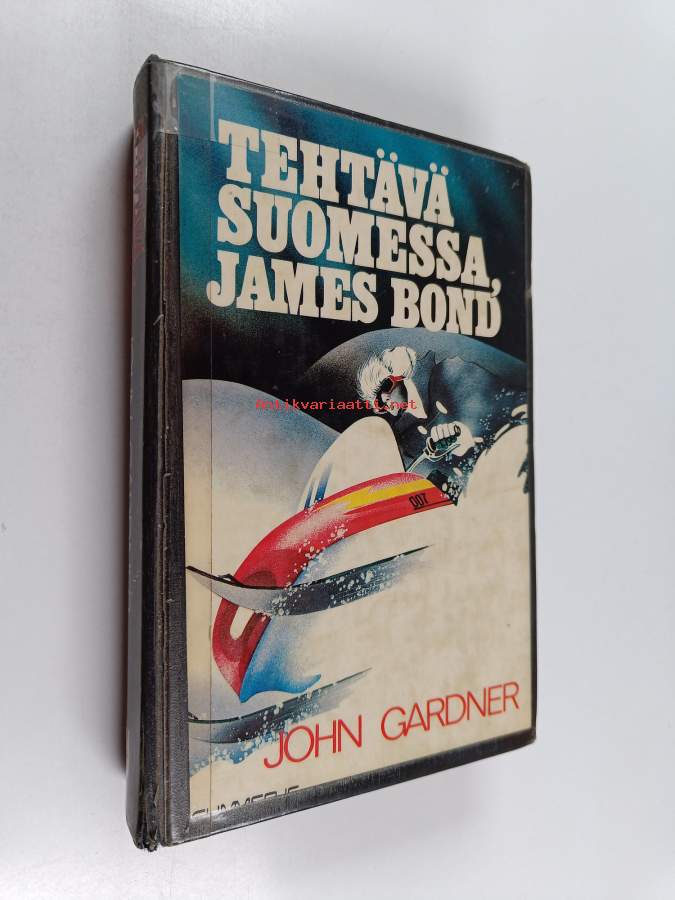 TEHTÄVÄ
SUOMESSA,
JAMES BOND
Antikvariaatti.net
007
JOHN GARDNER